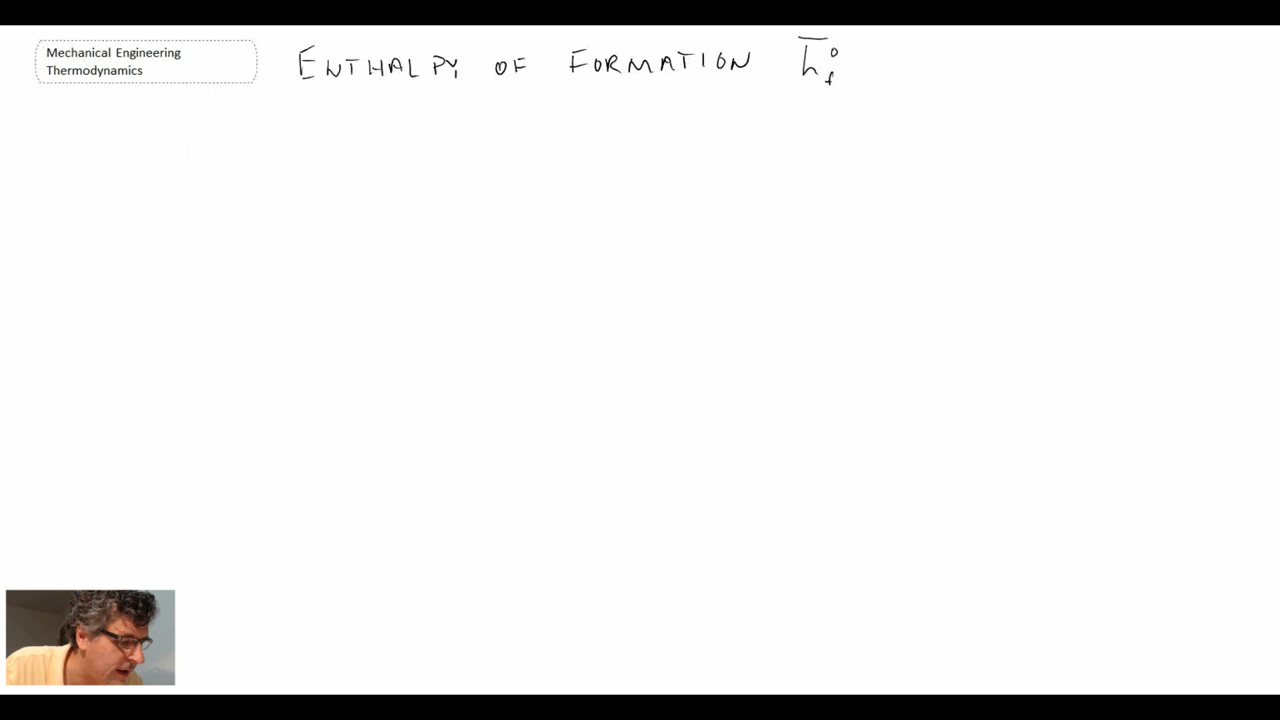 Mechanical Engineering
Thermodynamics
ENTHALPY OF FORMATION h̅f°